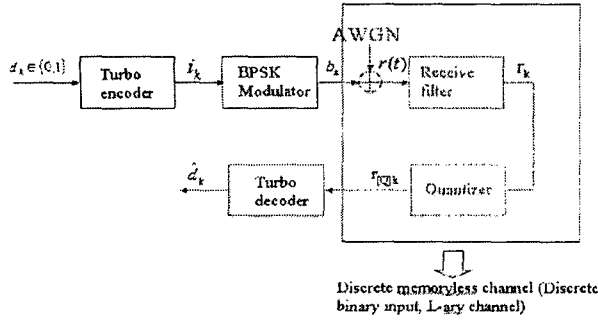 AWGN
d_k ∈ {0,1}
Turbo encoder
i_k
BPSK Modulator
b_k
r(t)
Receive filter
r_k
d̂_k
Turbo decoder
r_[Q]k
Quantizer
Discrete memoryless channel (Discrete
binary input, L-ary channel)